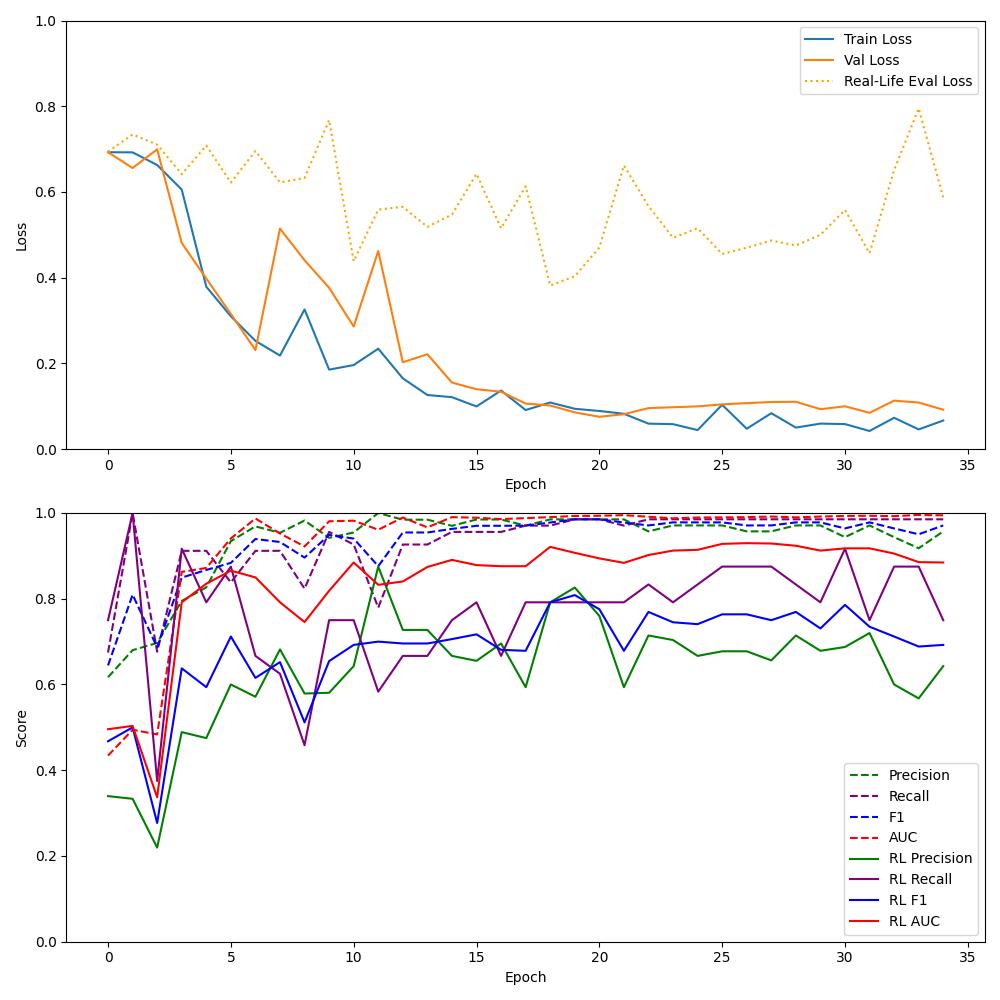 1.0
0.8
0.6
0.4
0.2
0.0
Loss
Train Loss
Val Loss
Real-Life Eval Loss
0 5 10 15 20 25 30 35
Epoch
1.0
0.8
0.6
0.4
0.2
0.0
Score
Precision
Recall
F1
AUC
RL Precision
RL Recall
RL F1
RL AUC
0 5 10 15 20 25 30 35
Epoch